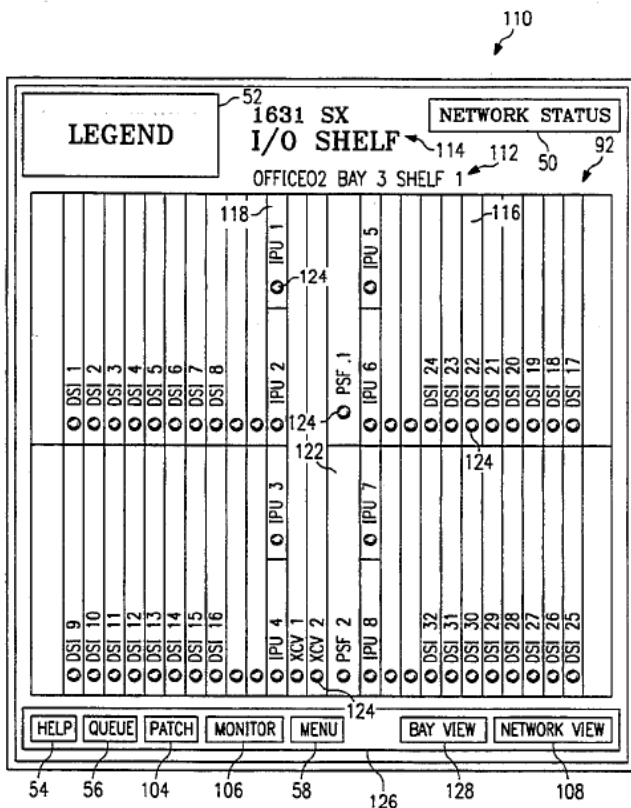 110
52
LEGEND
1631 SX
I/O SHELF
114
NETWORK STATUS
50
112
92
OFFICE02 BAY 3 SHELF 1
118
116
IPU 1
IPU 5
124
DSI 1
DSI 2
DSI 3
DSI 4
DSI 5
DSI 6
DSI 7
DSI 8
IPU 2
124
PSF .1
IPU 6
DSI 24
DSI 23
DSI 22
DSI 21
DSI 20
DSI 19
DSI 18
DSI 17
122
124
IPU 3
IPU 7
DSI 9
DSI 10
DSI 11
DSI 12
DSI 13
DSI 14
DSI 15
DSI 16
IPU 4
XCV 1
XCV 2
PSF 2
IPU 8
DSI 32
DSI 31
DSI 30
DSI 29
DSI 28
DSI 27
DSI 26
DSI 25
124
HELP QUEUE PATCH MONITOR MENU BAY VIEW NETWORK VIEW
54 56 104 106 58 126 128 108